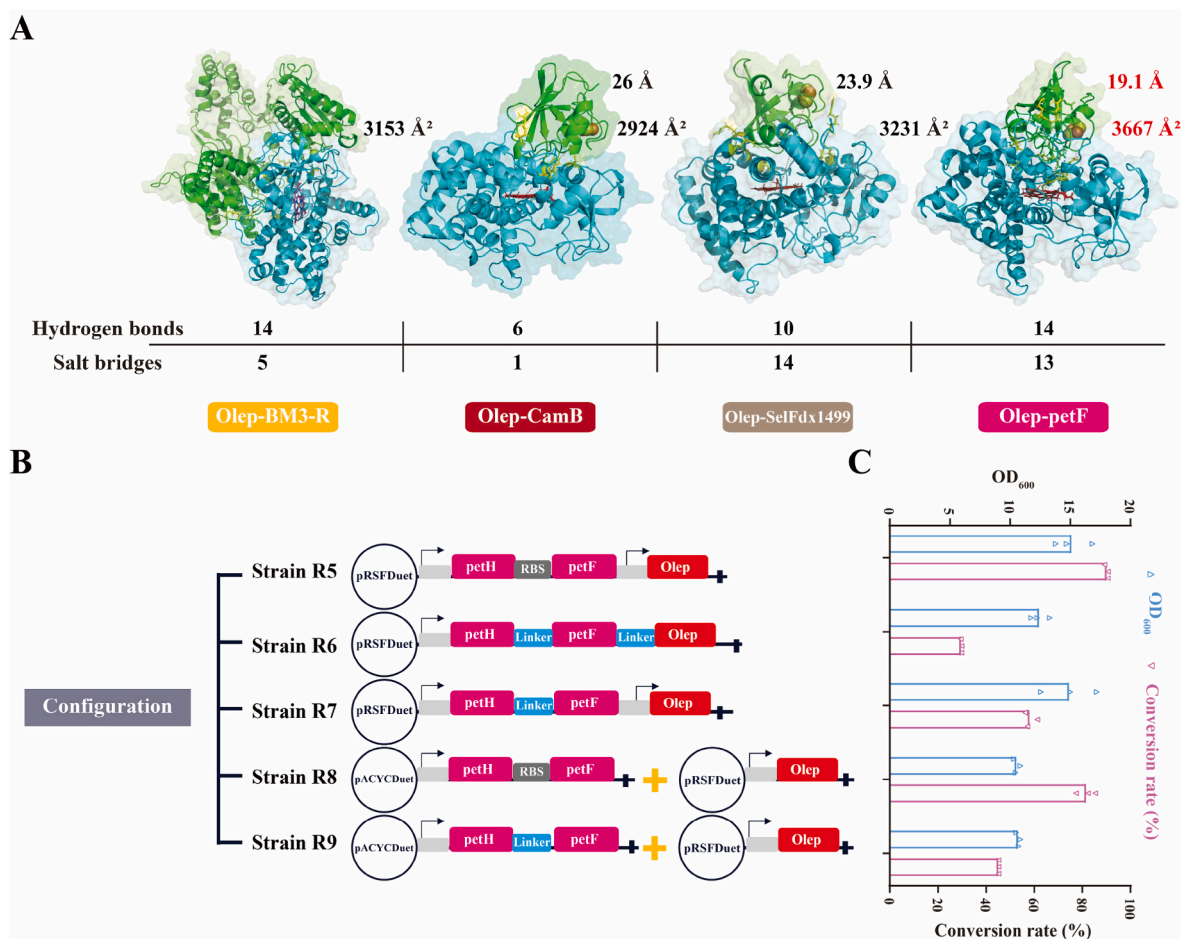 A
3153 Å²
26 Å
2924 Å²
23.9 Å
3231 Å²
19.1 Å
3667 Å²
Hydrogen bonds 14 6 10 14
Salt bridges 5 1 14 13
Olep-BM3-R Olep-CamB Olep-SelFdx1499 Olep-petF
B
Configuration
Strain R5 pRSFDuet petH RBS petF Olep
Strain R6 pRSFDuet petH Linker petF Linker Olep
Strain R7 pRSFDuet petH Linker petF Olep
Strain R8 pACYCDuet petH RBS petF + pRSFDuet Olep
Strain R9 pACYCDuet petH Linker petF + pRSFDuet Olep
C
OD₆₀₀
0 5 10 15 20
OD₆₀₀
Conversion rate (%)
0 20 40 60 80 100
Conversion rate (%)